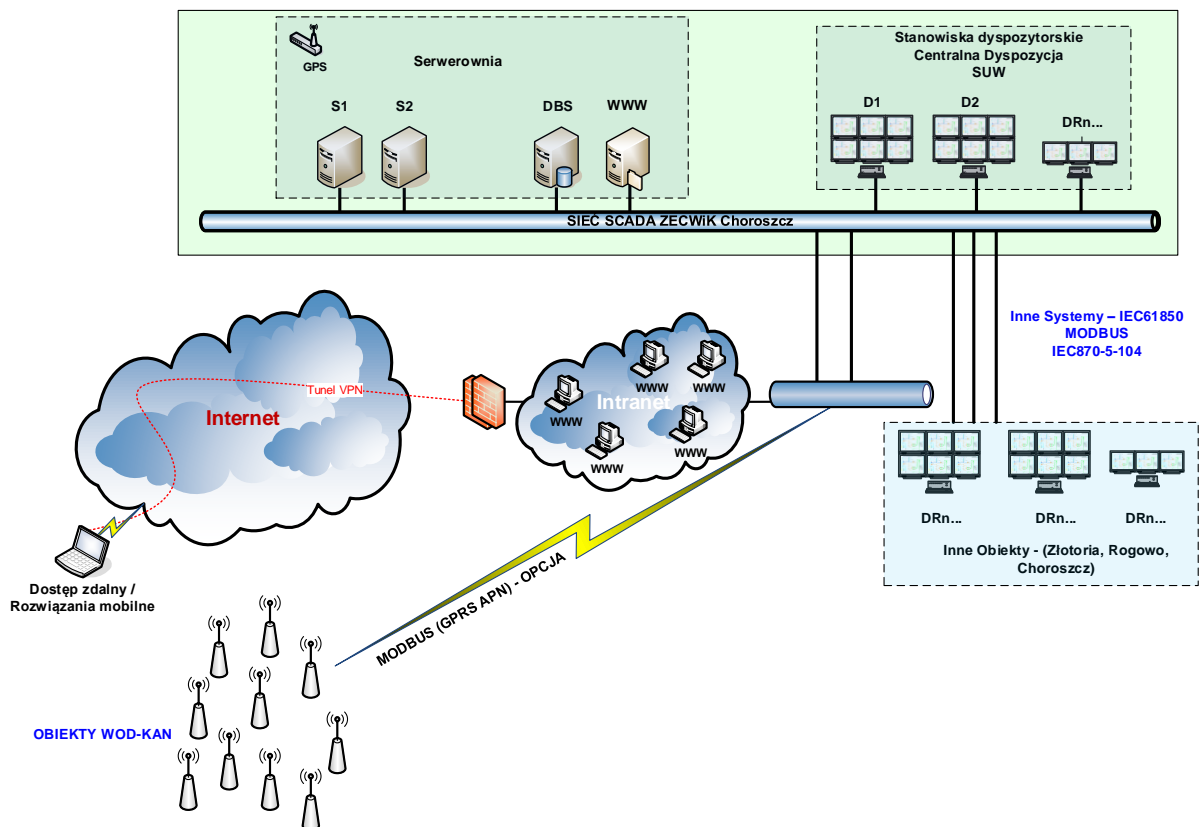 GPS
Serwerownia
S1
S2
DBS
WWW
Stanowiska dyspozytorskie
Centralna Dyspozycja
SUW
D1
D2
DRn...
SIEĆ SCADA ZECWiK Choroszcz
Inne Systemy – IEC61850
MODBUS
IEC870-5-104
Internet
Tunel VPN
Intranet
WWW
WWW
WWW
WWW
WWW
DRn...
DRn...
DRn...
Inne Obiekty - (Złotoria, Rogowo,
Choroszcz)
Dostęp zdalny /
Rozwiązania mobilne
MODBUS (GPRS APN) - OPCJA
OBIEKTY WOD-KAN